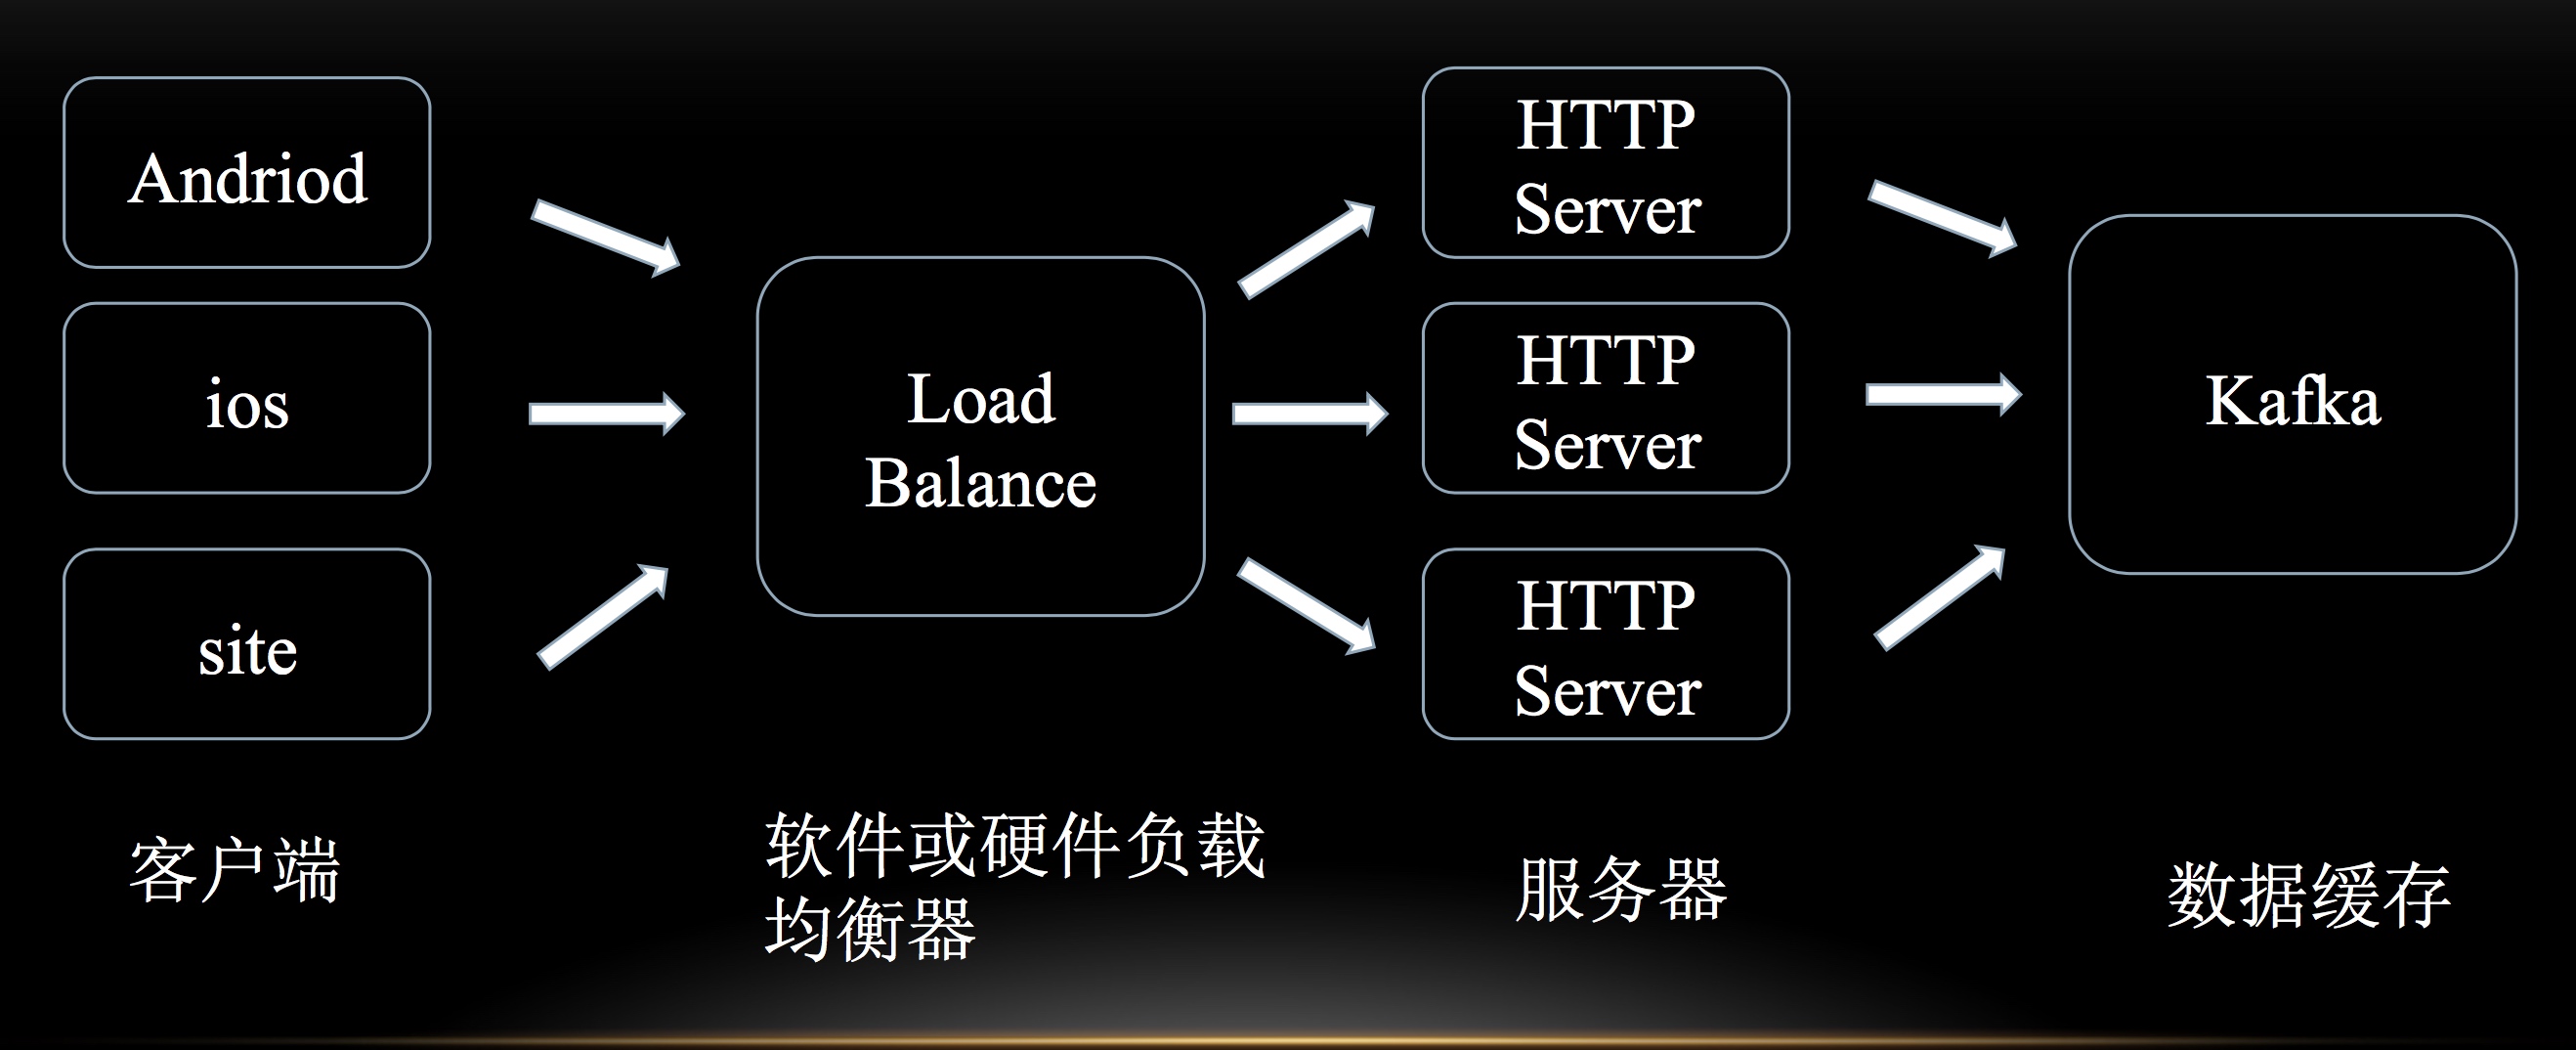 Andriod
ios
site
Load
Balance
HTTP
Server
HTTP
Server
HTTP
Server
Kafka
客户端
软件或硬件负载
均衡器
服务器
数据缓存